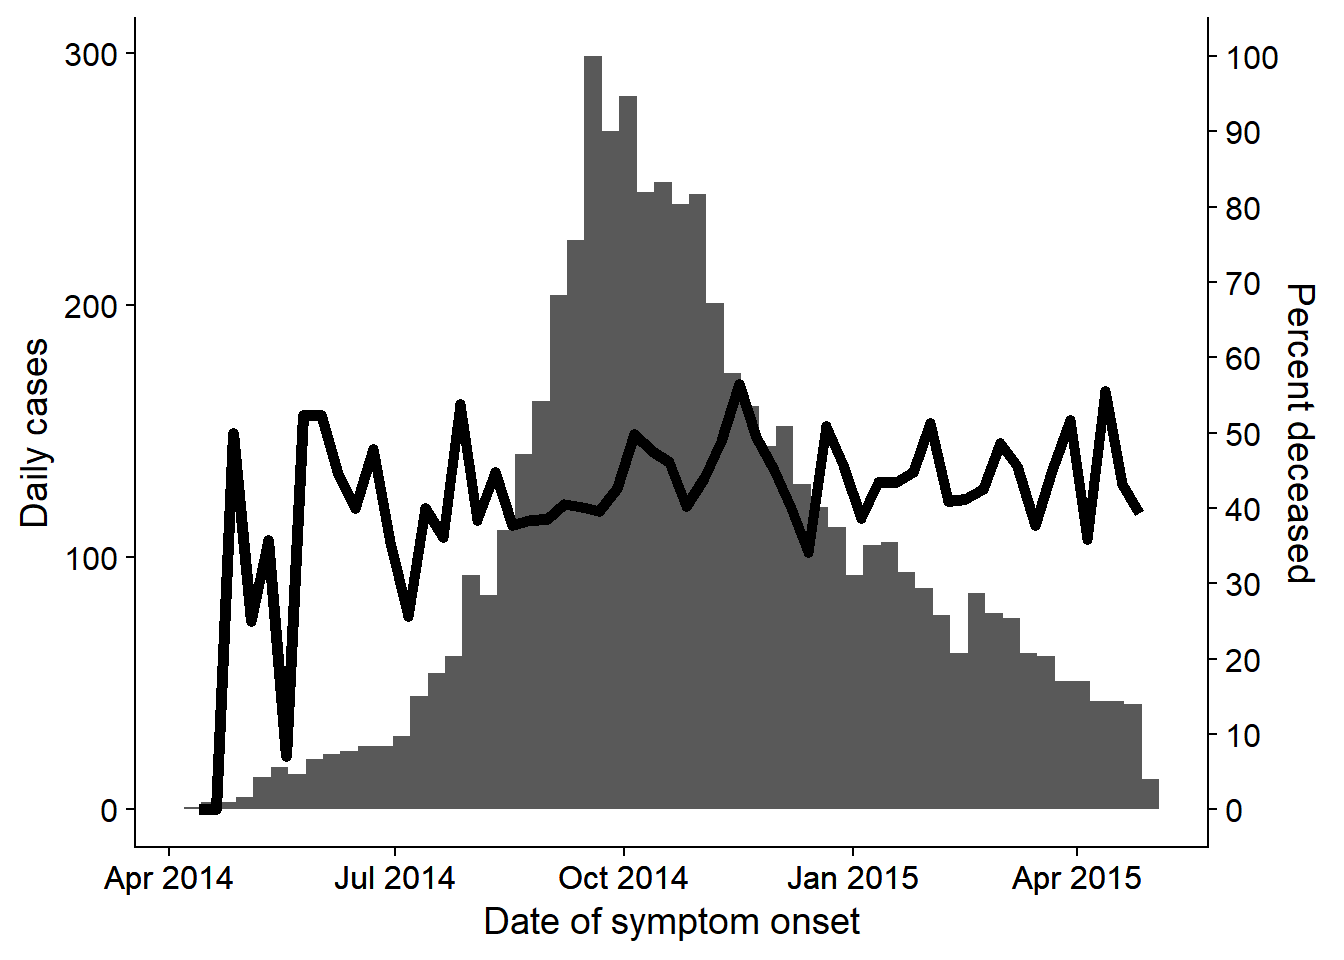 300
200
100
0
Daily cases
100
90
80
70
60
50
40
30
20
10
0
Percent deceased
Apr 2014
Jul 2014
Oct 2014
Jan 2015
Apr 2015
Date of symptom onset